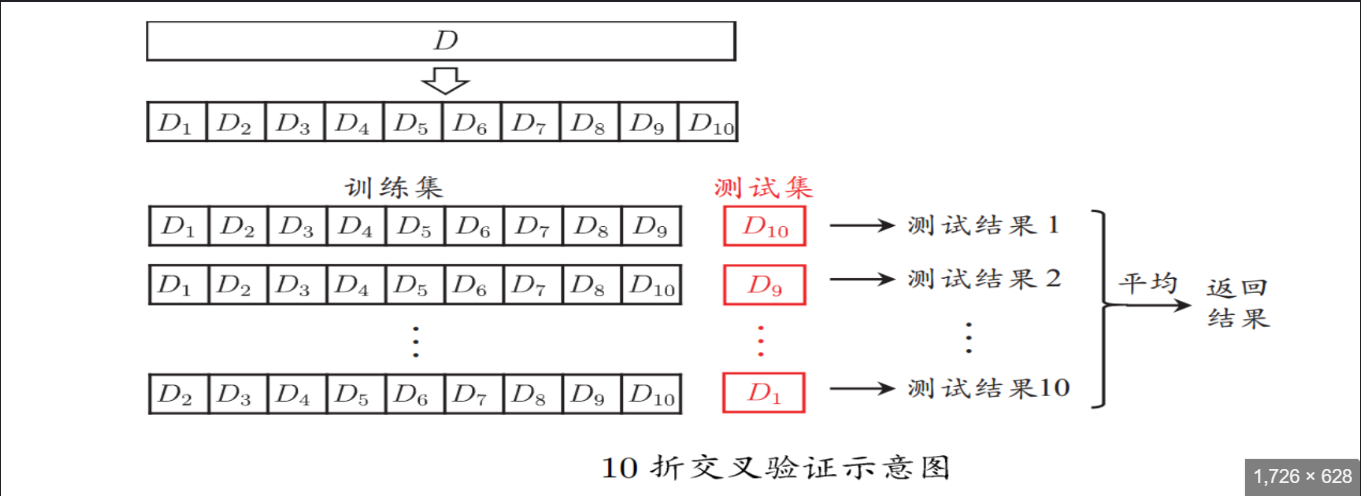 D
D₁ D₂ D₃ D₄ D₅ D₆ D₇ D₈ D₉ D₁₀
训练集 测试集
D₁ D₂ D₃ D₄ D₅ D₆ D₇ D₈ D₉ D₁₀ 测试结果 1
D₁ D₂ D₃ D₄ D₅ D₆ D₇ D₈ D₁₀ D₉ 测试结果 2
平均 返回
结果
D₂ D₃ D₄ D₅ D₆ D₇ D₈ D₉ D₁₀ D₁ 测试结果10
10 折交叉验证示意图
1,726 × 628